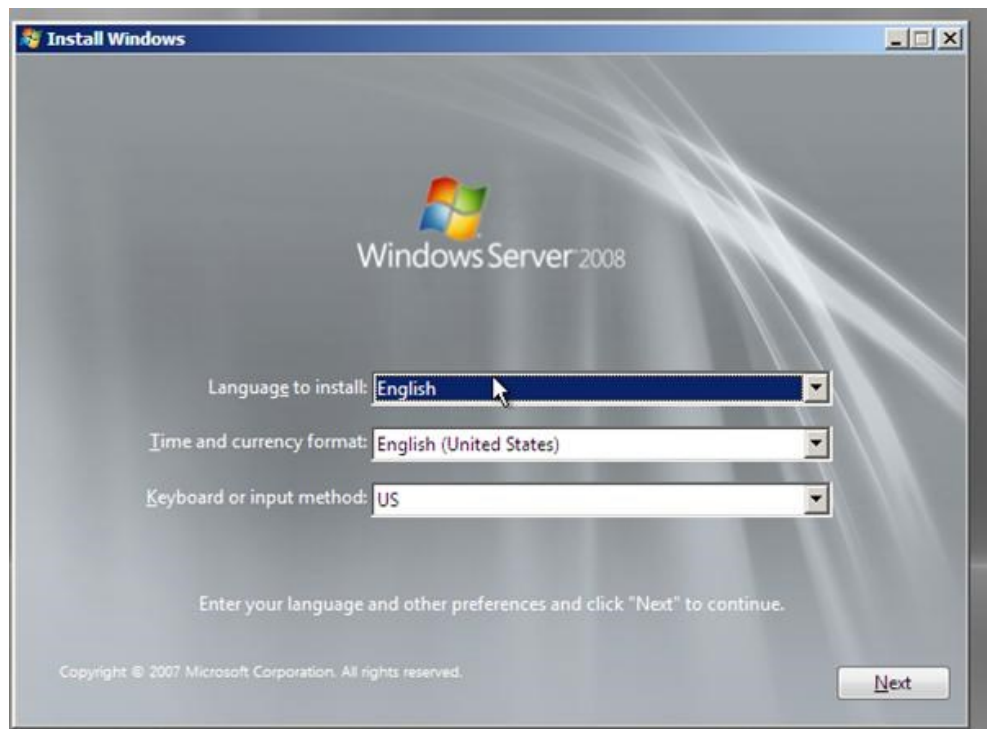 Install Windows
Windows Server 2008
Language to install: English
Time and currency format: English (United States)
Keyboard or input method: US
Enter your language and other preferences and click "Next" to continue.
Copyright © 2007 Microsoft Corporation. All rights reserved.
Next